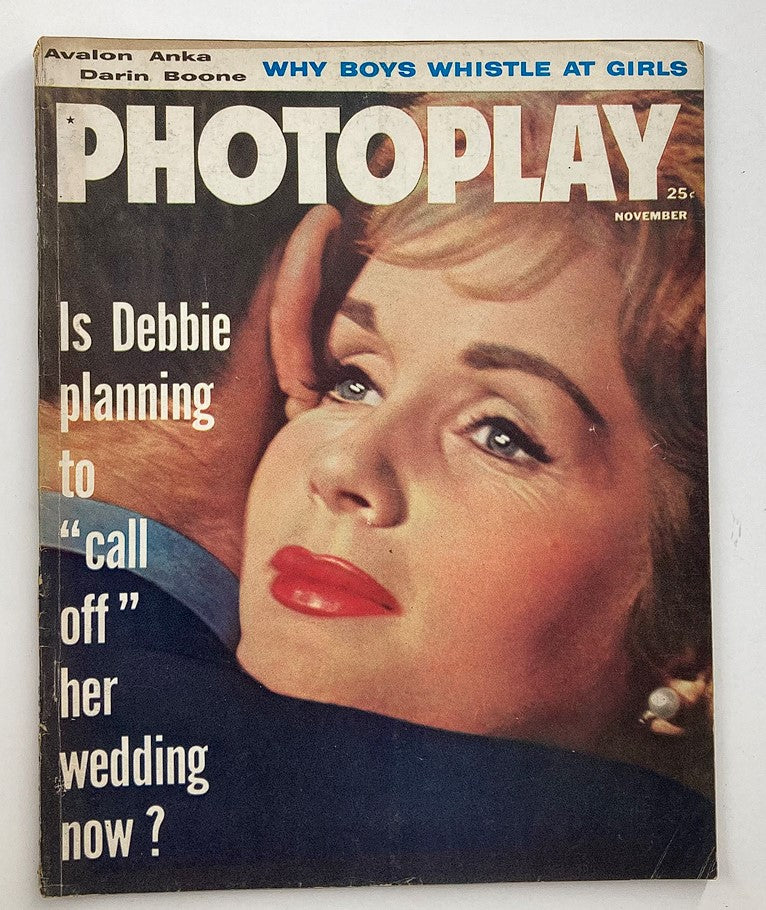 Avalon Anka
Darin Boone
WHY BOYS WHISTLE AT GIRLS
PHOTOPLAY
25¢
NOVEMBER
Is Debbie
planning
to
“call
off”
her
wedding
now?